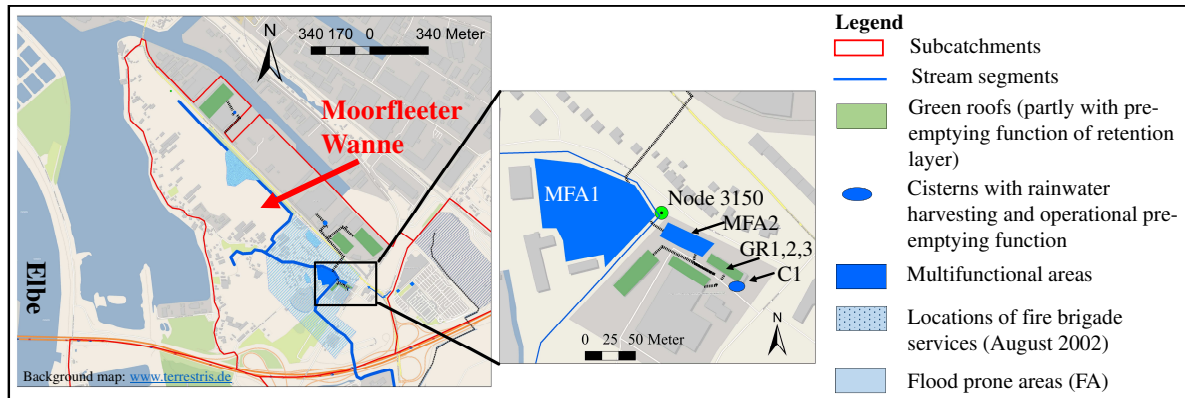 N
340 170 0 340 Meter
Moorfleeter
Wanne
Elbe
Background map: www.terrestris.de
MFA1
Node 3150
MFA2
GR1,2,3
C1
N
0 25 50 Meter
Legend
Subcatchments
Stream segments
Green roofs (partly with pre-
emptying function of retention
layer)
Cisterns with rainwater
harvesting and operational pre-
emptying function
Multifunctional areas
Locations of fire brigade
services (August 2002)
Flood prone areas (FA)